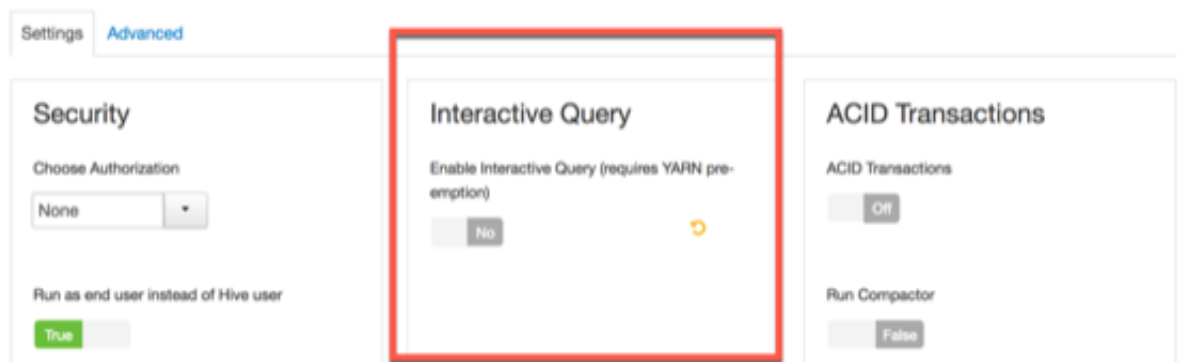 Settings Advanced
Security
Choose Authorization
None
Run as end user instead of Hive user
True
Interactive Query
Enable Interactive Query (requires YARN pre-
emption)
No
ACID Transactions
ACID Transactions
Off
Run Compactor
False